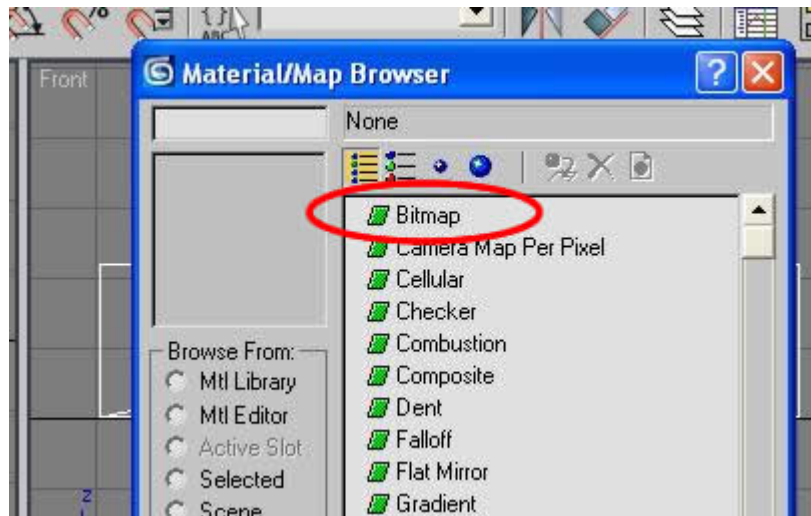 {}
ABC
Front
Material/Map Browser
None
Bitmap
Camera Map Per Pixel
Cellular
Checker
Combustion
Composite
Dent
Falloff
Flat Mirror
Gradient
Browse From:
Mtl Library
Mtl Editor
Active Slot
Selected
Scene
z